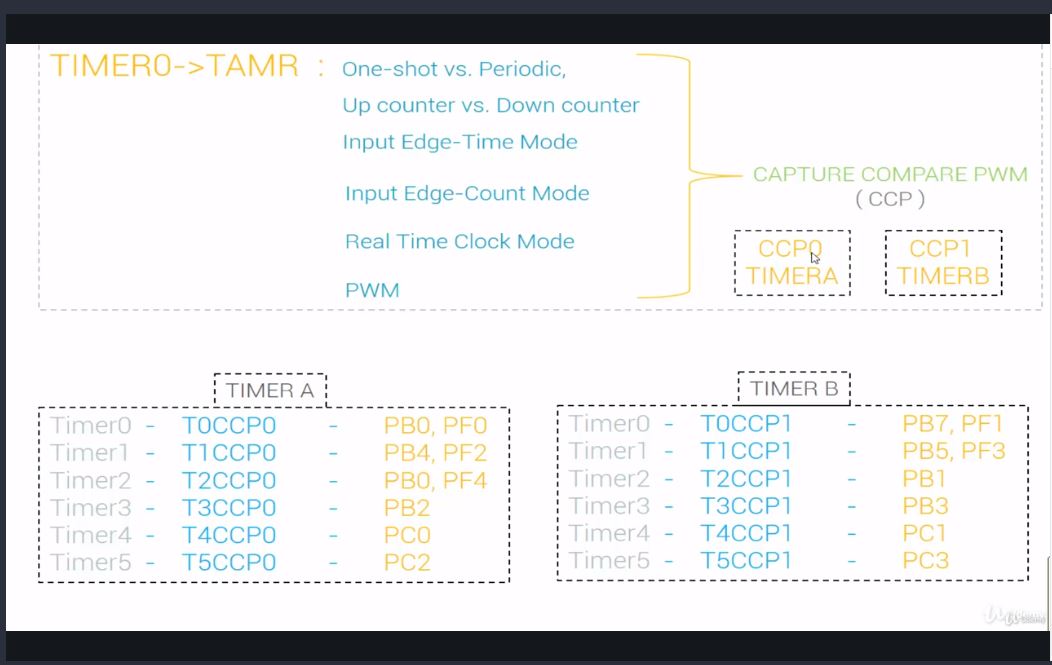 TIMER0->TAMR : One-shot vs. Periodic,
Up counter vs. Down counter
Input Edge-Time Mode
Input Edge-Count Mode
Real Time Clock Mode
PWM
CAPTURE COMPARE PWM
( CCP )
CCP0
TIMERA
CCP1
TIMERB
TIMER A
Timer0 - T0CCP0 - PB0, PF0
Timer1 - T1CCP0 - PB4, PF2
Timer2 - T2CCP0 - PB0, PF4
Timer3 - T3CCP0 - PB2
Timer4 - T4CCP0 - PC0
Timer5 - T5CCP0 - PC2
TIMER B
Timer0 - T0CCP1 - PB7, PF1
Timer1 - T1CCP1 - PB5, PF3
Timer2 - T2CCP1 - PB1
Timer3 - T3CCP1 - PB3
Timer4 - T4CCP1 - PC1
Timer5 - T5CCP1 - PC3